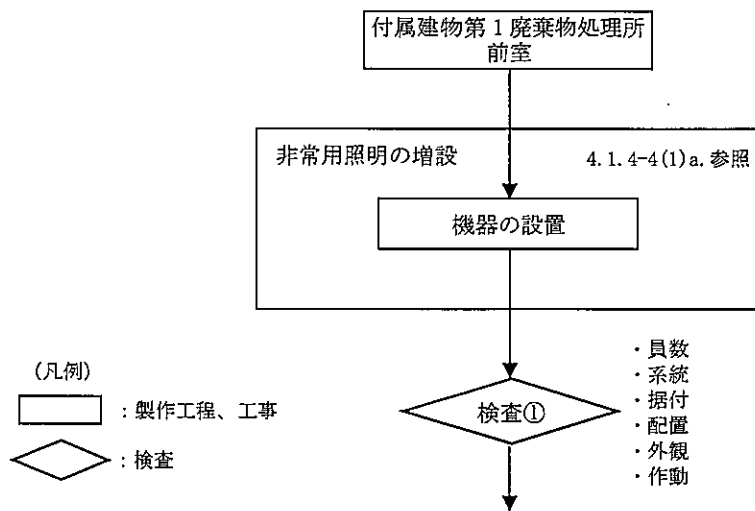 付属建物第1廃棄物処理所
前室
非常用照明の増設
4.1.4-4(1)a.参照
機器の設置
・員数
・系統
・据付
・配置
・外観
・作動
検査①
(凡例)
：製作工程、工事
：検査